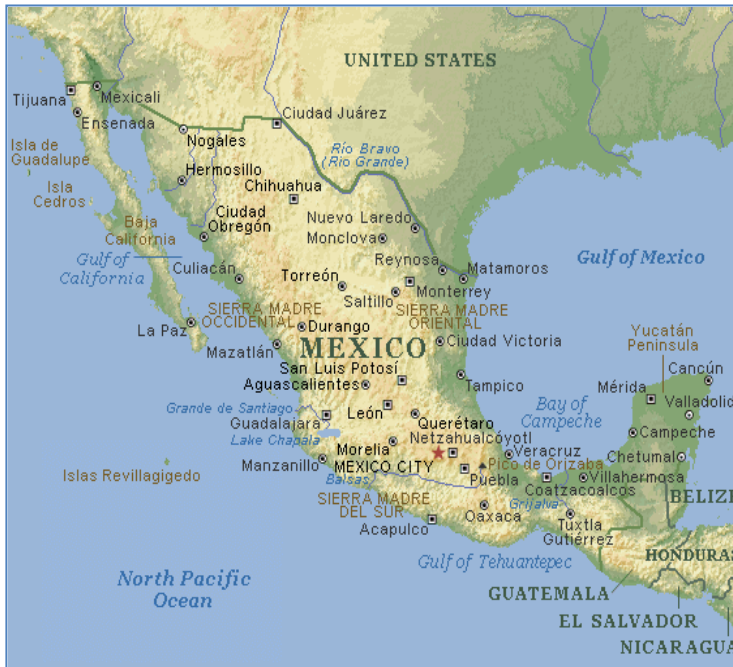 UNITED STATES
Tijuana
Mexicali
Ensenada
Ciudad Juárez
Nogales
Isla de
Guadalupe
Río Bravo
(Rio Grande)
Hermosillo
Isla
Cedros
Chihuahua
Ciudad
Obregón
Baja
California
Nuevo Laredo
Monclova
Gulf of
California
Gulf of Mexico
Culiacán
Reynosa
Matamoros
Torreón
Saltillo
Monterrey
SIERRA MADRE
OCCIDENTAL
SIERRA MADRE
ORIENTAL
La Paz
Durango
Yucatán
Peninsula
Mazatlán
MEXICO
Ciudad Victoria
San Luis Potosí
Cancún
Aguascalientes
Tampico
Mérida
Valladolid
Grande de Santiago
León
Bay of
Campeche
Guadalajara
Querétaro
Campeche
Lake Chapala
Netzahualcóyotl
Morelia
Veracruz
Chetumal
Manzanillo
MEXICO CITY
Pico de Orizaba
Islas Revillagigedo
Balsas
Puebla
Villahermosa
Coatzacoalcos
BELIZE
SIERRA MADRE
DEL SUR
Grijalva
Oaxaca
Acapulco
Tuxtla
Gutiérrez
HONDURAS
Gulf of Tehuantepec
North Pacific
Ocean
GUATEMALA
EL SALVADOR
NICARAGUA